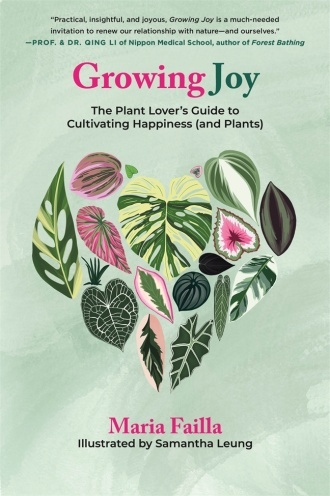 "Practical, insightful, and joyous, Growing Joy is a much-needed
invitation to renew our relationship with nature—and ourselves."
—PROF. & DR. QING LI of Nippon Medical School, author of Forest Bathing
Growing Joy
The Plant Lover's Guide to
Cultivating Happiness (and Plants)
Maria Failla
Illustrated by Samantha Leung